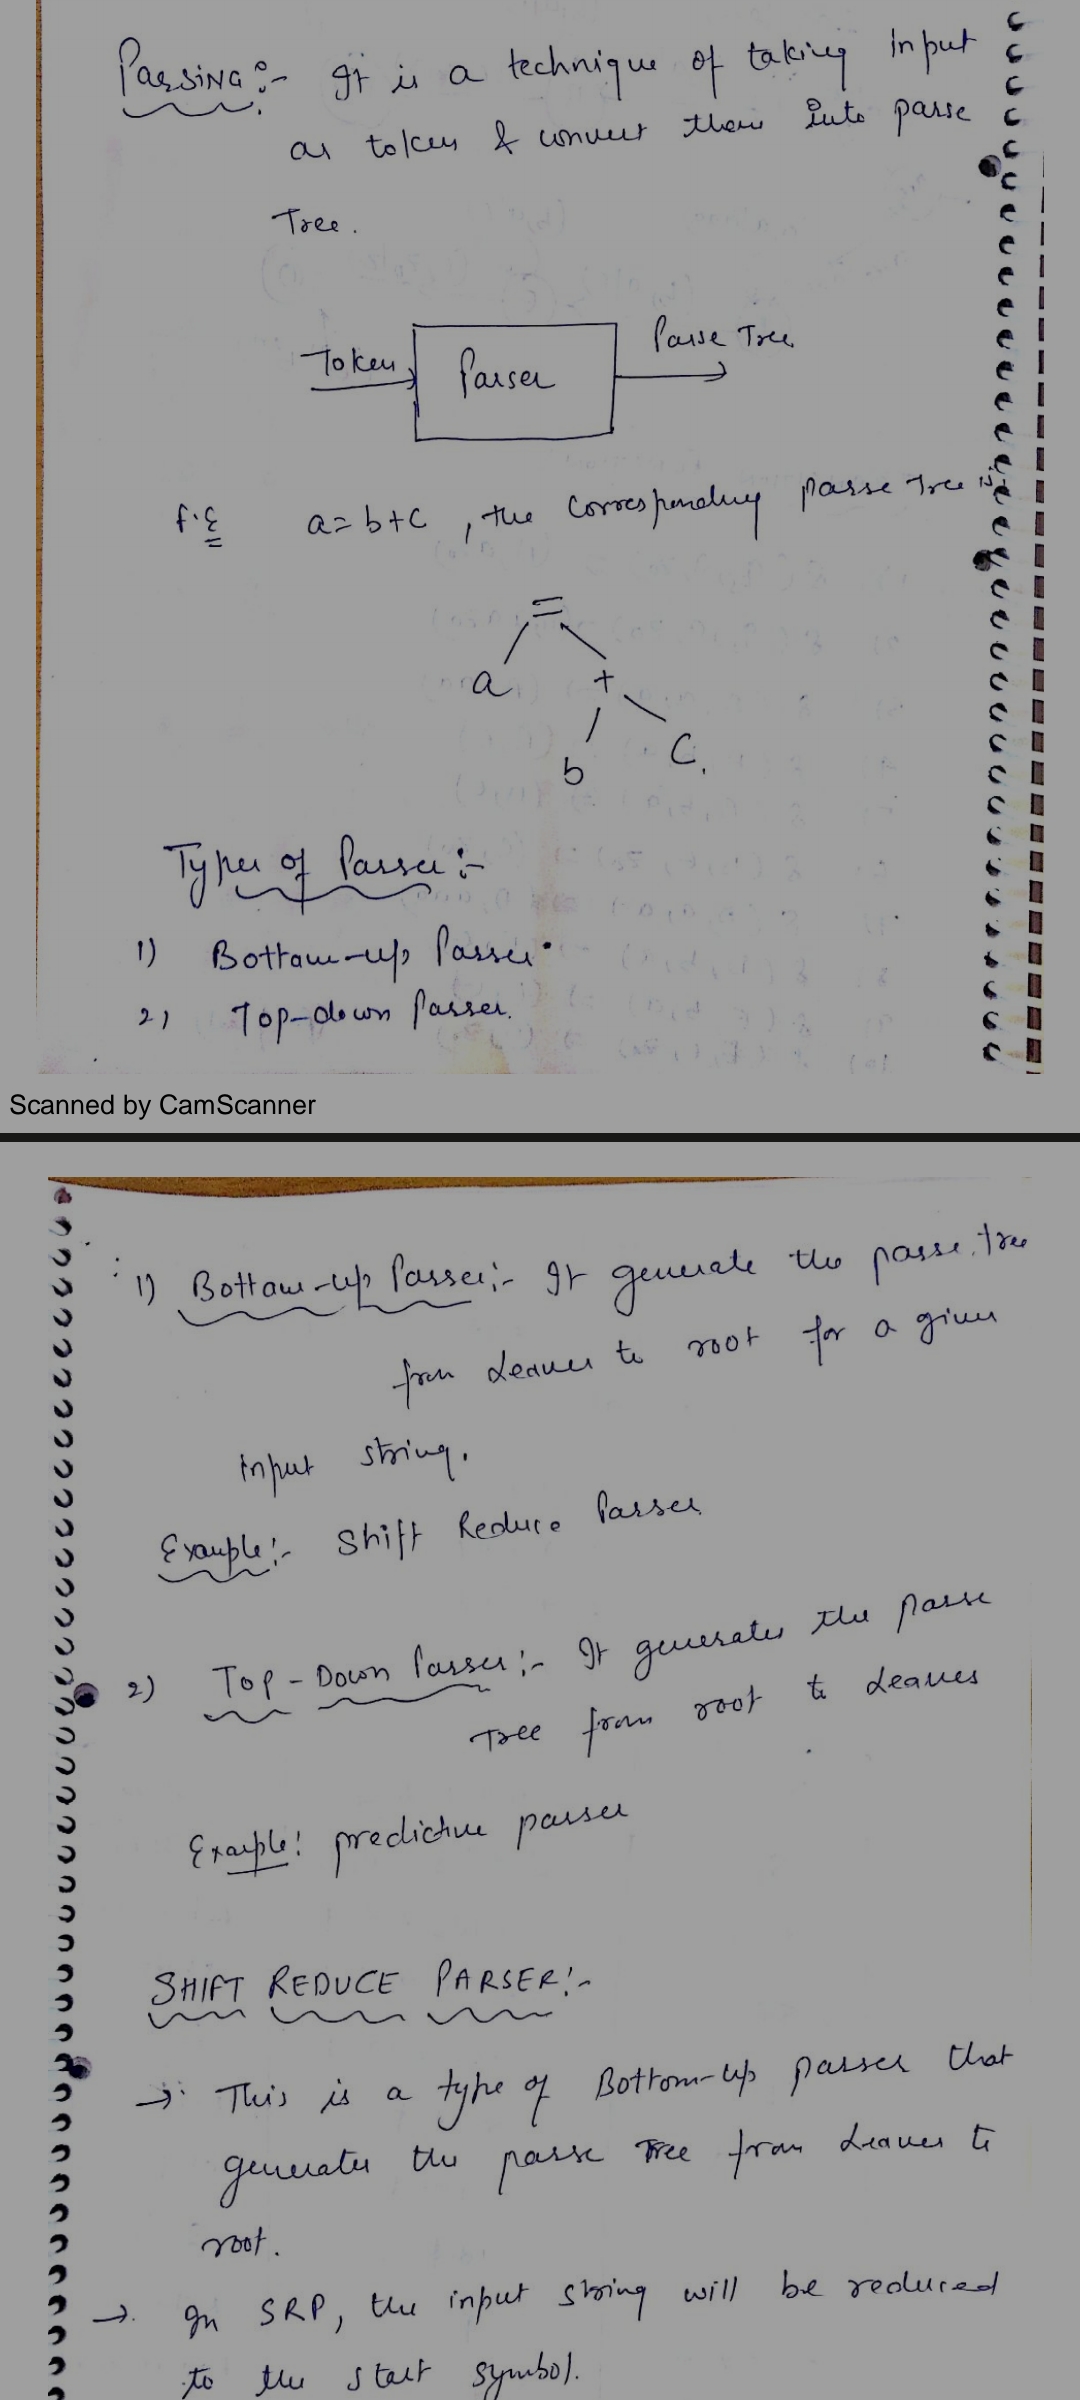 PARSING :- It is a technique of taking input
as token & convert them into parse
Tree.
Token
Parser
Parse Tree
f.E a = b+c , the corresponding parse tree is
=
a +
b c.
Types of Parser :-
1) Bottom-up Parser.
2) Top-down Parser.
Scanned by CamScanner
1) Bottom-up Parser :- It generate the parse tree
from Leaves to root for a given
input string.
Example :- Shift Reduce Parser
2) Top-Down Parser :- It generates the parse
Tree from root to Leaves
Example : predictive parser
SHIFT REDUCE PARSER :-
→ This is a type of Bottom-up parser that
generates the parse Tree from Leaves to
root.
→ In SRP, the input string will be reduced
to the start symbol.